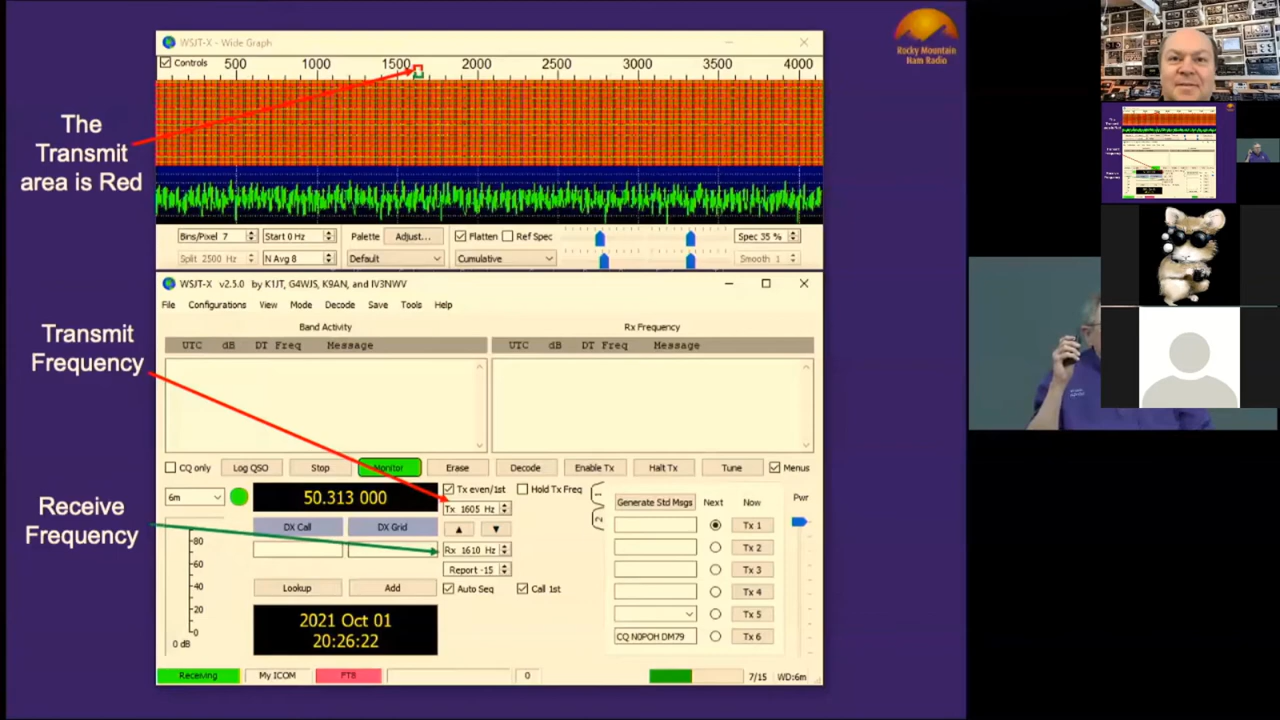 Rocky Mountain
Ham Radio
WSJT-X - Wide Graph
Controls 500 1000 1500 2000 2500 3000 3500 4000
The
Transmit
area is Red
Bins/Pixel 7 Start 0 Hz Palette Adjust... Flatten Ref Spec Spec 35 %
Split 2500 Hz N Avg 8 Default Cumulative Smooth 1
WSJT-X v2.5.0 by K1JT, G4WJS, K9AN, and IV3NWV
File Configurations View Mode Decode Save Tools Help
Band Activity Rx Frequency
UTC dB DT Freq Message UTC dB DT Freq Message
Transmit
Frequency
CQ only Log QSO Stop Monitor Erase Decode Enable Tx Halt Tx Tune Menus
6m 50.313 000 Tx even/1st Hold Tx Freq 1 Generate Std Msgs Next Now Pwr
Tx 1605 Hz
2
DX Call DX Grid Tx 1
Receive
Frequency
Rx 1610 Hz Tx 2
Report -15 Tx 3
Lookup Add Auto Seq Call 1st Tx 4
2021 Oct 01 Tx 5
20:26:22 CQ N0POH DM79 Tx 6
80
60
40
20
0
0 dB
Receiving My ICOM FT8 0 7/15 WD:6m